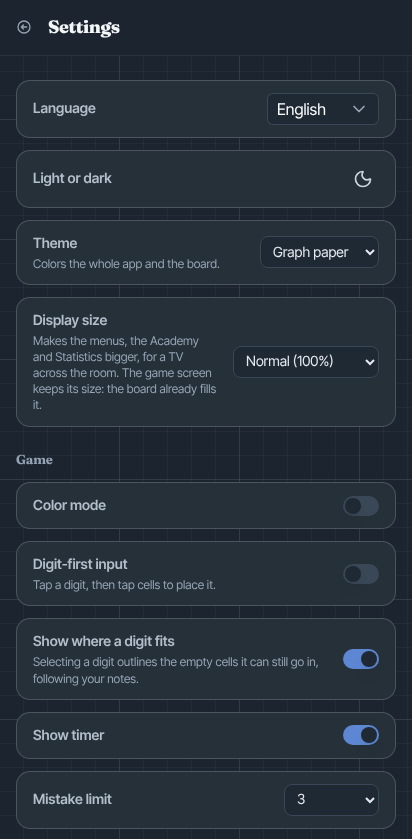 Settings
Language
English
Light or dark
Theme
Colors the whole app and the board.
Graph paper
Display size
Makes the menus, the Academy
and Statistics bigger, for a TV
across the room. The game screen
keeps its size: the board already fills
it.
Normal (100%)
Game
Color mode
Digit-first input
Tap a digit, then tap cells to place it.
Show where a digit fits
Selecting a digit outlines the empty cells it can still go in,
following your notes.
Show timer
Mistake limit
3